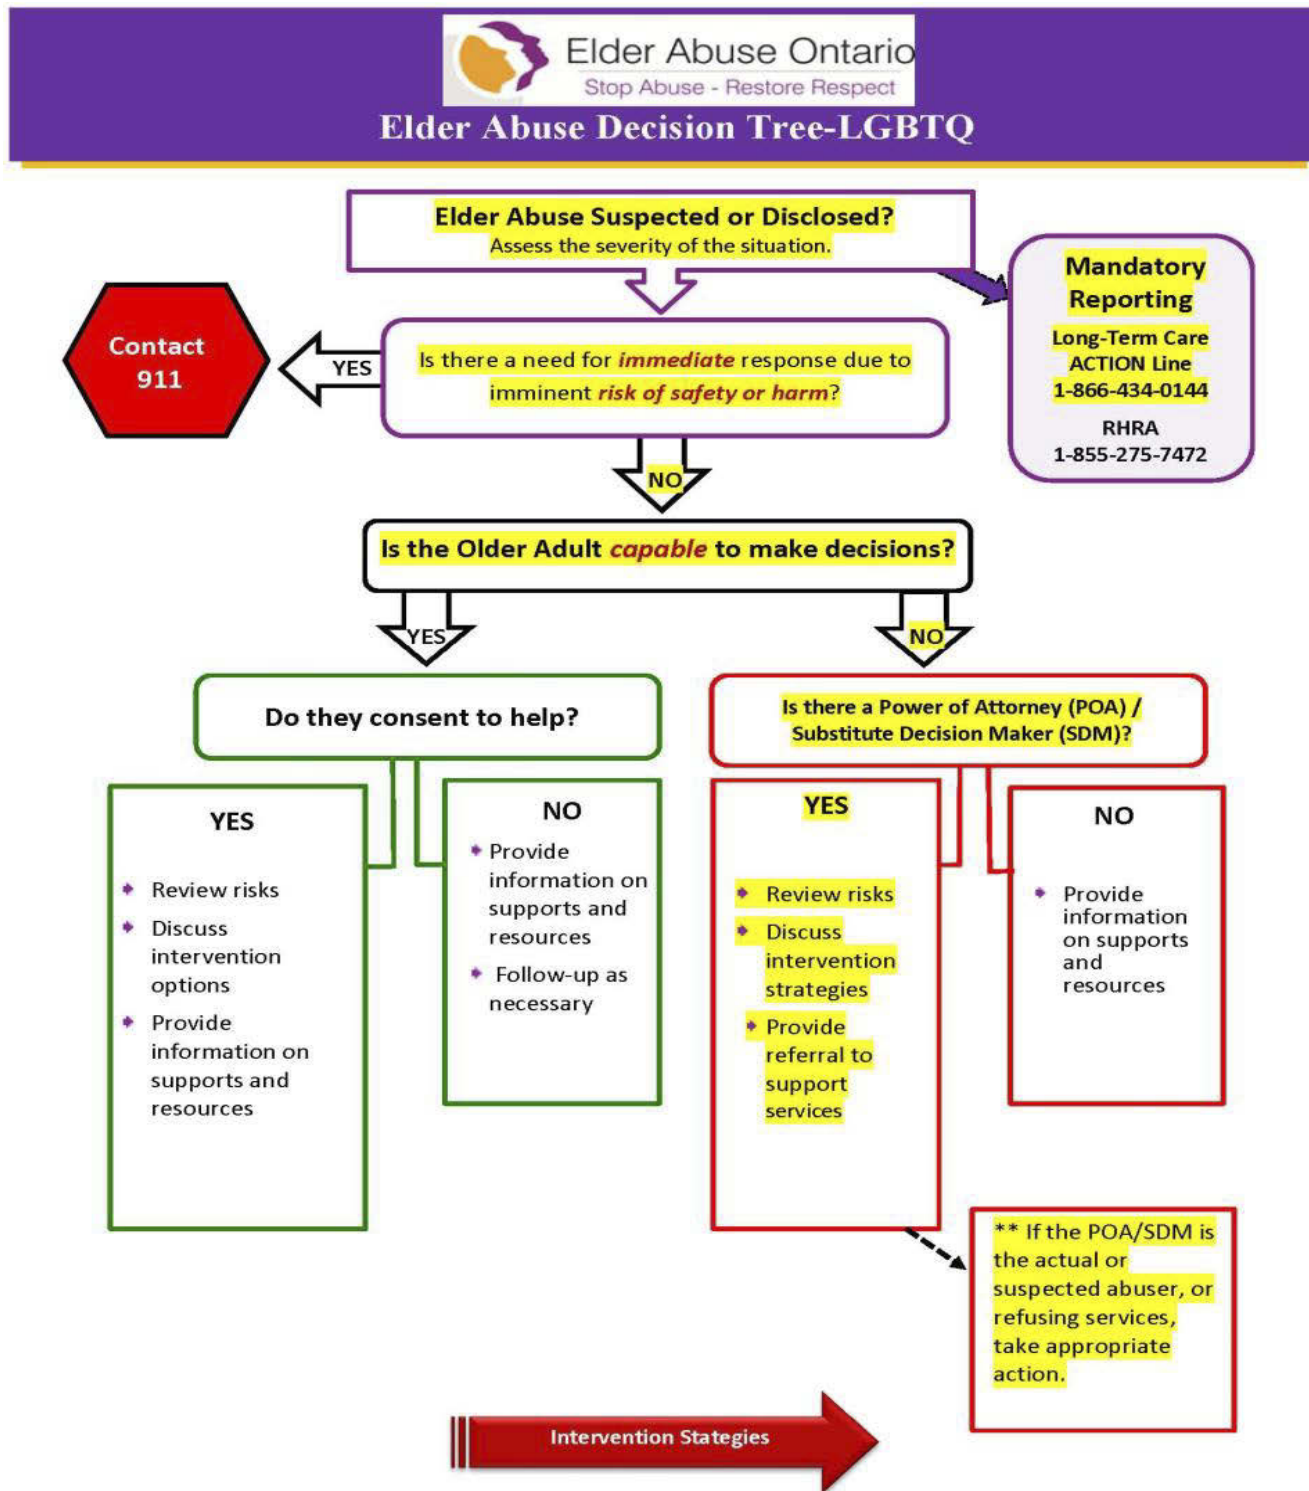 Elder Abuse Ontario
Stop Abuse - Restore Respect
Elder Abuse Decision Tree-LGBTQ
Elder Abuse Suspected or Disclosed?
Assess the severity of the situation.
Mandatory
Reporting
Long-Term Care
ACTION Line
1-866-434-0144
RHRA
1-855-275-7472
Contact
911
YES
Is there a need for immediate response due to
imminent risk of safety or harm?
NO
Is the Older Adult capable to make decisions?
YES
NO
Do they consent to help?
Is there a Power of Attorney (POA) /
Substitute Decision Maker (SDM)?
YES
Review risks
Discuss
intervention
options
Provide
information on
supports and
resources
NO
Provide
information on
supports and
resources
Follow-up as
necessary
YES
Review risks
Discuss
intervention
strategies
Provide
referral to
support
services
NO
Provide
information
on supports
and
resources
** If the POA/SDM is
the actual or
suspected abuser, or
refusing services,
take appropriate
action.
Intervention Stategies